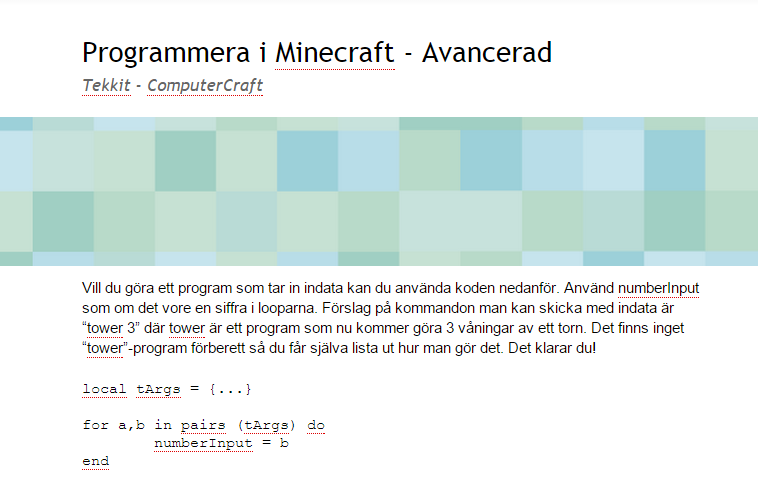 Programmera i Minecraft - Avancerad
Tekkit - ComputerCraft
Vill du göra ett program som tar in indata kan du använda koden nedanför. Använd numberInput
som om det vore en siffra i looparna. Förslag på kommandon man kan skicka med indata är
“tower 3” där tower är ett program som nu kommer göra 3 våningar av ett torn. Det finns inget
“tower”-program förberett så du får själva lista ut hur man gör det. Det klarar du!
local tArgs = {...}
for a,b in pairs (tArgs) do
numberInput = b
end